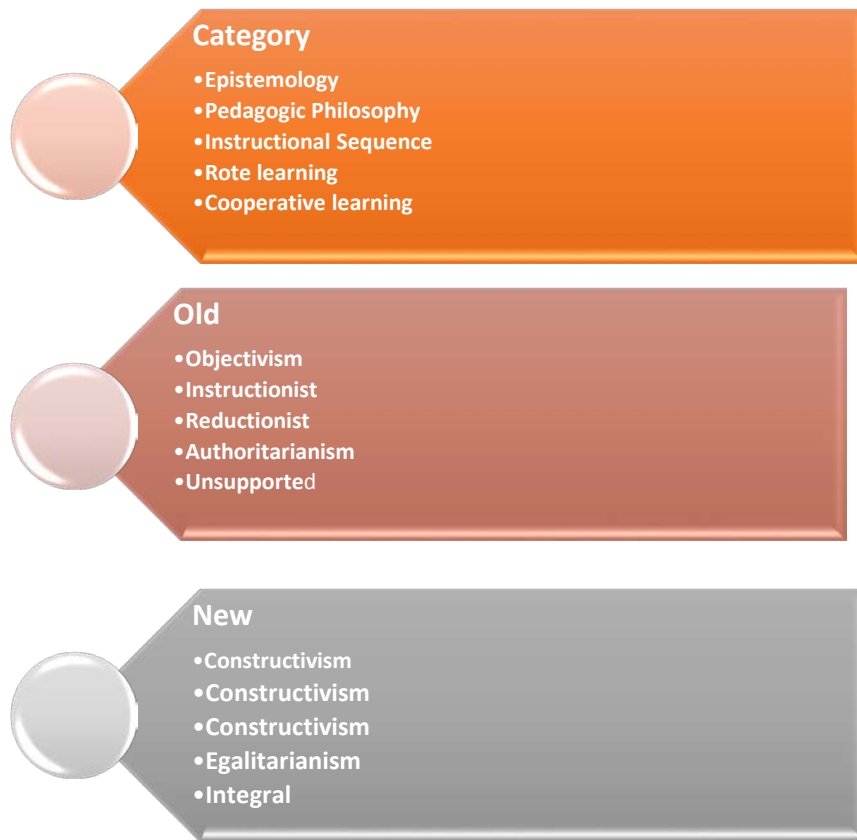 Category
•Epistemology
•Pedagogic Philosophy
•Instructional Sequence
•Rote learning
•Cooperative learning
Old
•Objectivism
•Instructionist
•Reductionist
•Authoritarianism
•Unsupported
New
•Constructivism
•Constructivism
•Constructivism
•Egalitarianism
•Integral